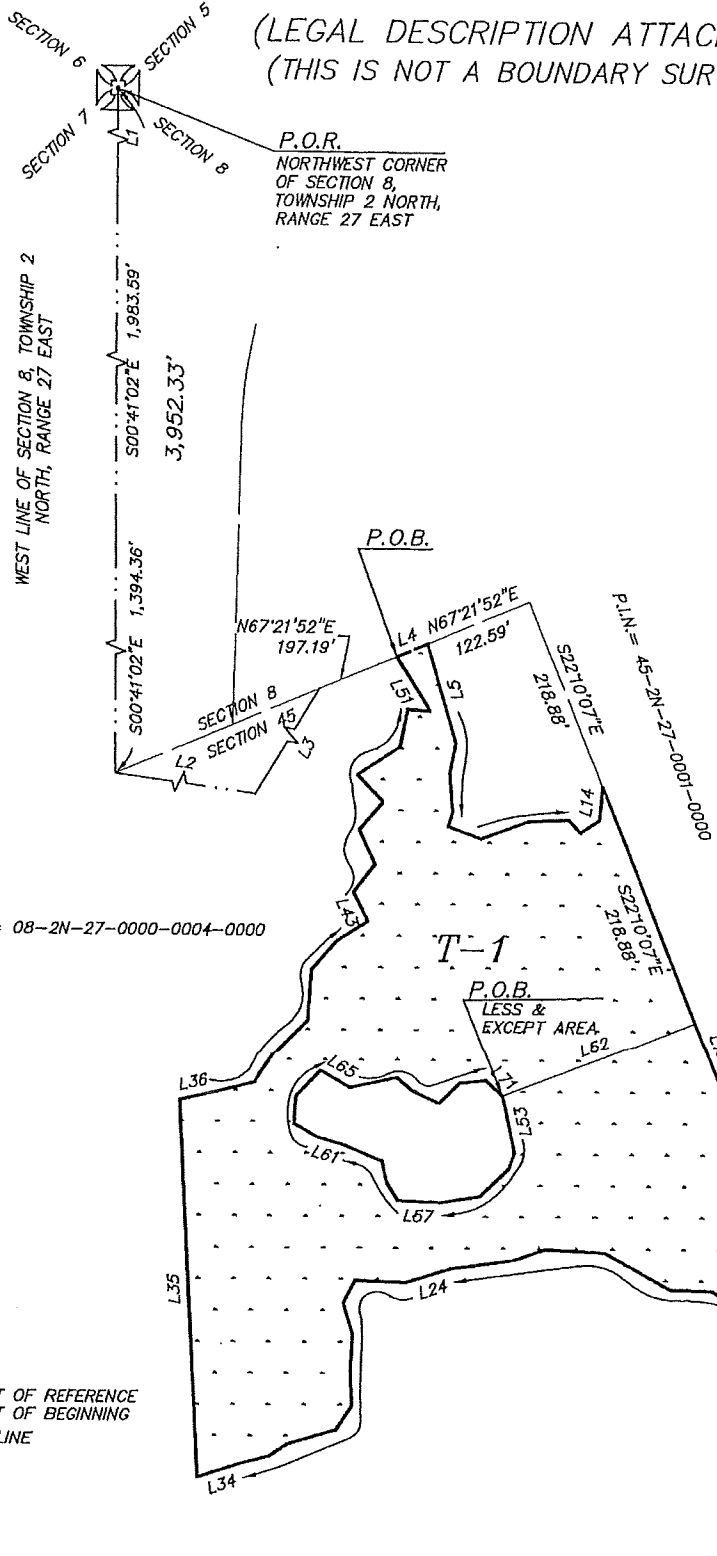 (LEGAL DESCRIPTION ATTAC
(THIS IS NOT A BOUNDARY SUR
SECTION 6
SECTION 5
SECTION 7
SECTION 8
L1
P.O.R.
NORTHWEST CORNER
OF SECTION 8,
TOWNSHIP 2 NORTH,
RANGE 27 EAST
WEST LINE OF SECTION 8, TOWNSHIP 2
NORTH, RANGE 27 EAST
S00°41'02"E 1,983.59'
3,952.33'
S00°41'02"E 1,394.36'
P.O.B.
N67°21'52"E
197.19'
L4
N67°21'52"E
122.59'
S22°10'07"E
218.88'
P.I.N.= 45-2N-27-0001-0000
SECTION 8
SECTION 45
L2
L3
L51
L5
L14
L43
= 08-2N-27-0000-0004-0000
T-1
S22°10'07"E
218.88'
P.O.B.
LESS &
EXCEPT AREA
L62
L36
L65
L71
L53
L61
L57
L35
L24
T OF REFERENCE
T OF BEGINNING
LINE
L34